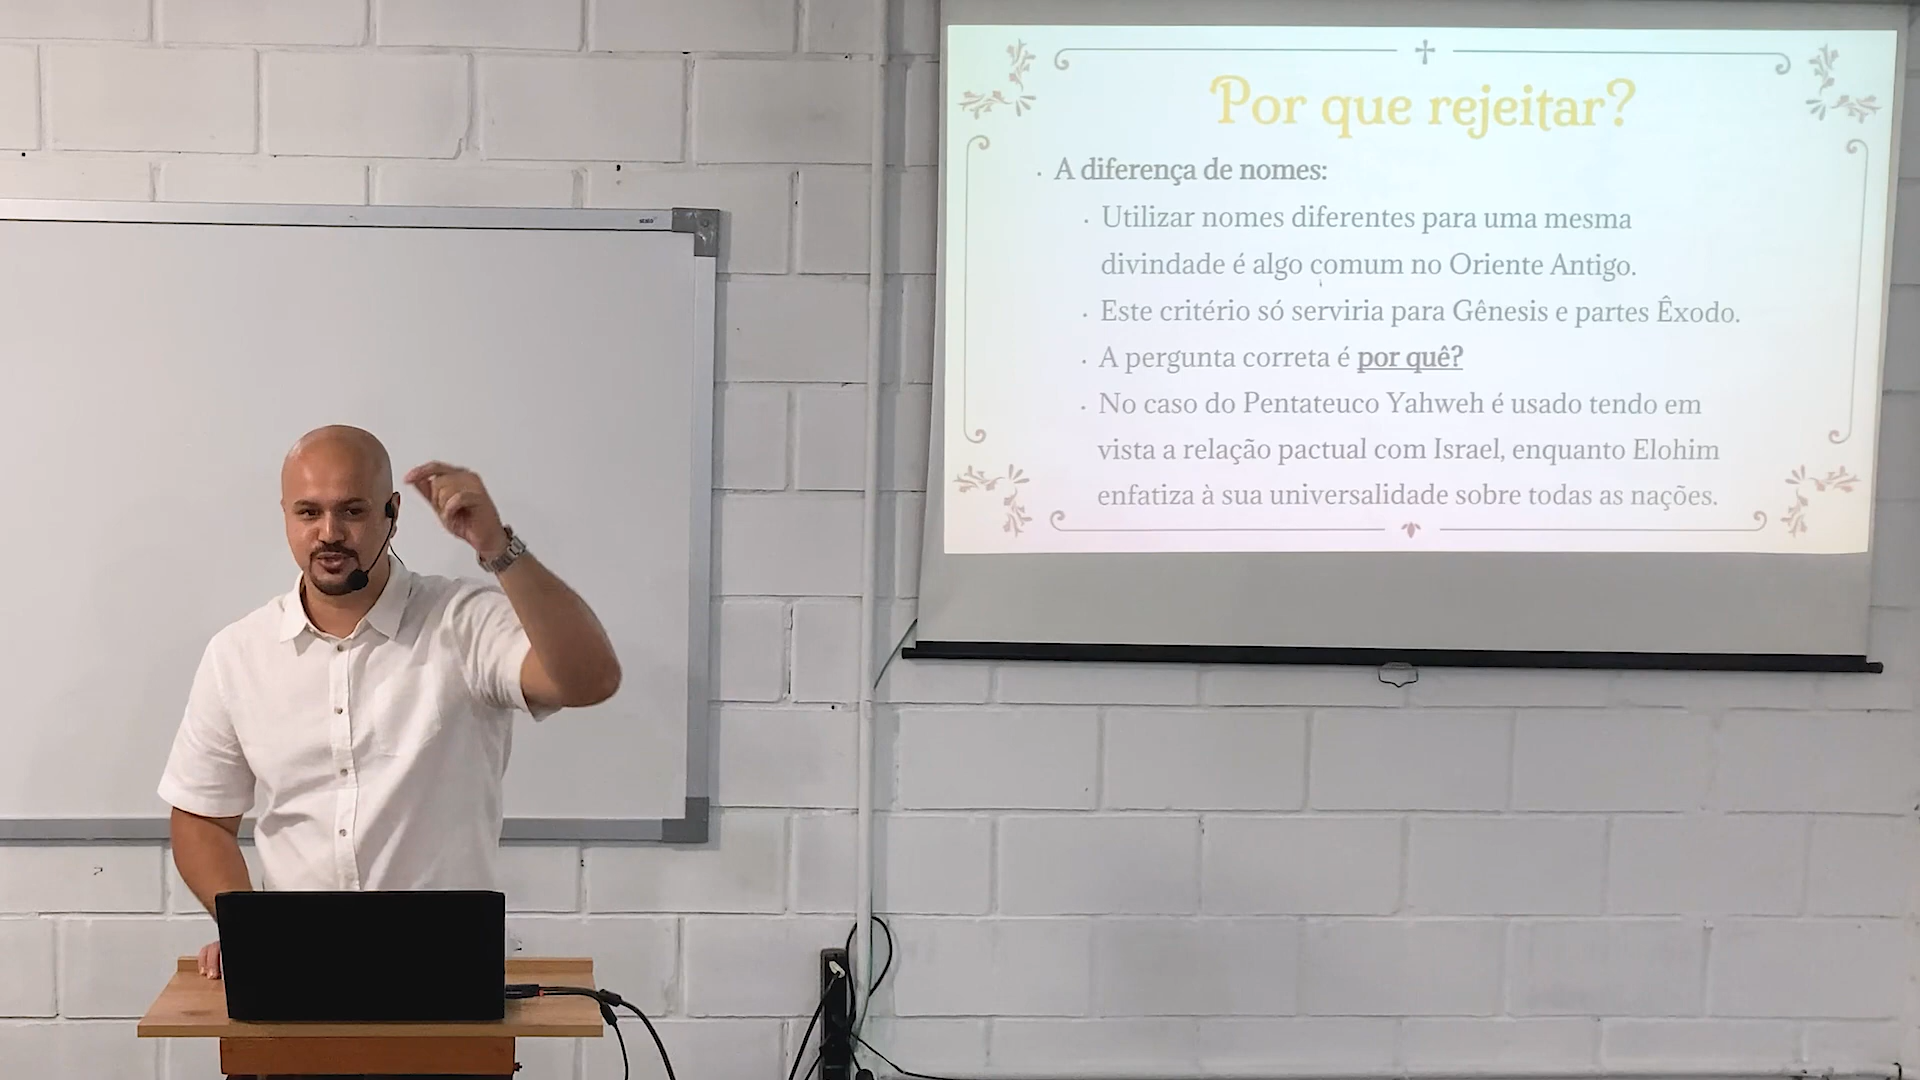 Por que rejeitar?
· A diferença de nomes:
· Utilizar nomes diferentes para uma mesma
divindade é algo comum no Oriente Antigo.
· Este critério só serviria para Gênesis e partes Êxodo.
· A pergunta correta é por quê?
· No caso do Pentateuco Yahweh é usado tendo em
vista a relação pactual com Israel, enquanto Elohim
enfatiza à sua universalidade sobre todas as nações.